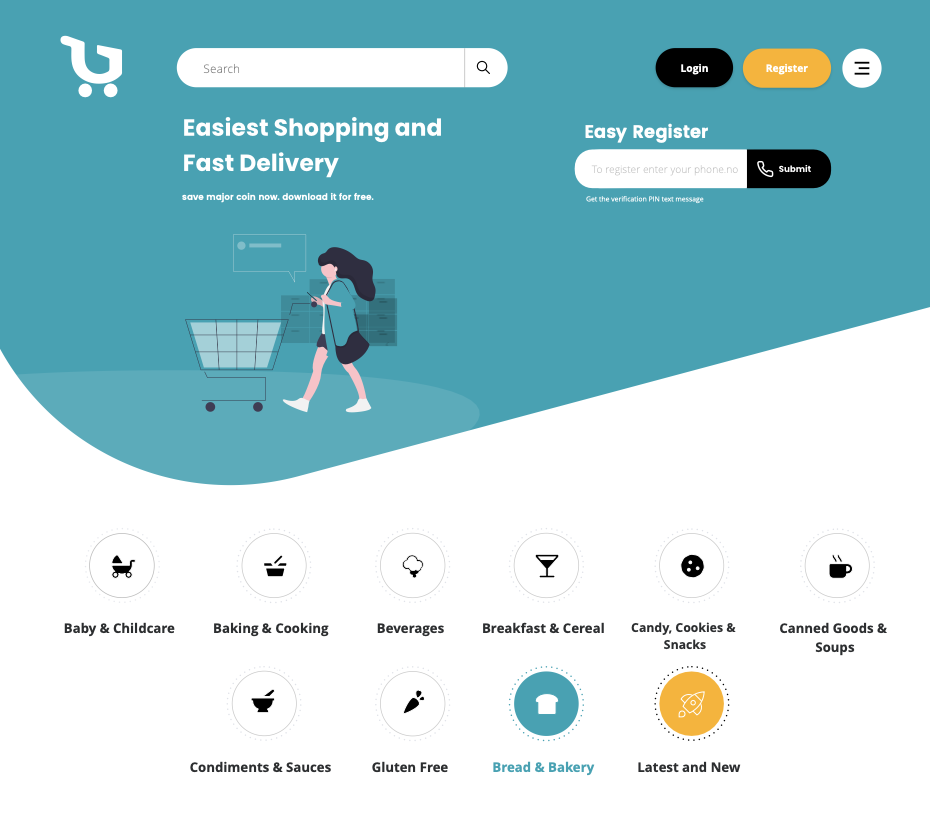 Search
Login
Register
Easiest Shopping and
Fast Delivery
save major coin now. download it for free.
Easy Register
To register enter your phone.no
Submit
Get the verification PIN text message
Baby & Childcare
Baking & Cooking
Beverages
Breakfast & Cereal
Candy, Cookies &
Snacks
Canned Goods &
Soups
Condiments & Sauces
Gluten Free
Bread & Bakery
Latest and New